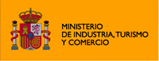 MINISTERIO
DE INDUSTRIA, TURISMO
Y COMERCIO